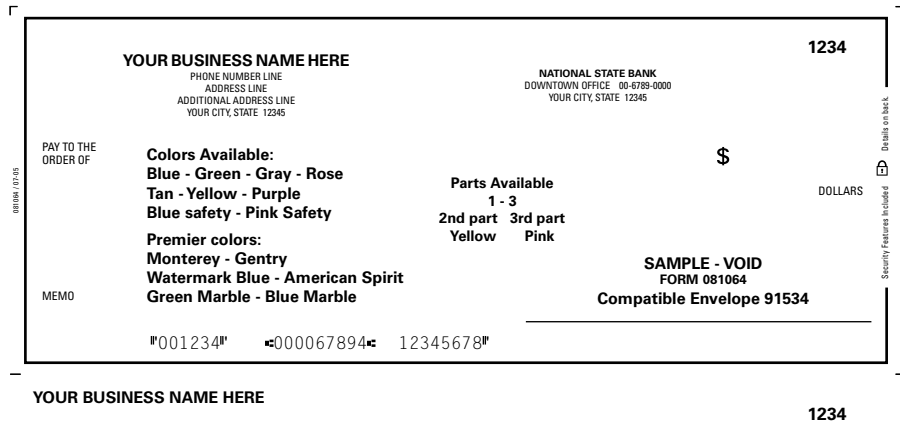 1234
YOUR BUSINESS NAME HERE
PHONE NUMBER LINE
ADDRESS LINE
ADDITIONAL ADDRESS LINE
YOUR CITY, STATE 12345
NATIONAL STATE BANK
DOWNTOWN OFFICE 00-6789-0000
YOUR CITY, STATE 12345
PAY TO THE
ORDER OF
Colors Available:
Blue - Green - Gray - Rose
Tan - Yellow - Purple
Blue safety - Pink Safety
Premier colors:
Monterey - Gentry
Watermark Blue - American Spirit
Green Marble - Blue Marble
Parts Available
1 - 3
2nd part 3rd part
Yellow Pink
$
DOLLARS
SAMPLE - VOID
FORM 081064
Compatible Envelope 91534
MEMO
⑈001234⑈ ⑆000067894⑆ 12345678⑈
081064 / 07-05
Security Features Included Details on back.
YOUR BUSINESS NAME HERE
1234